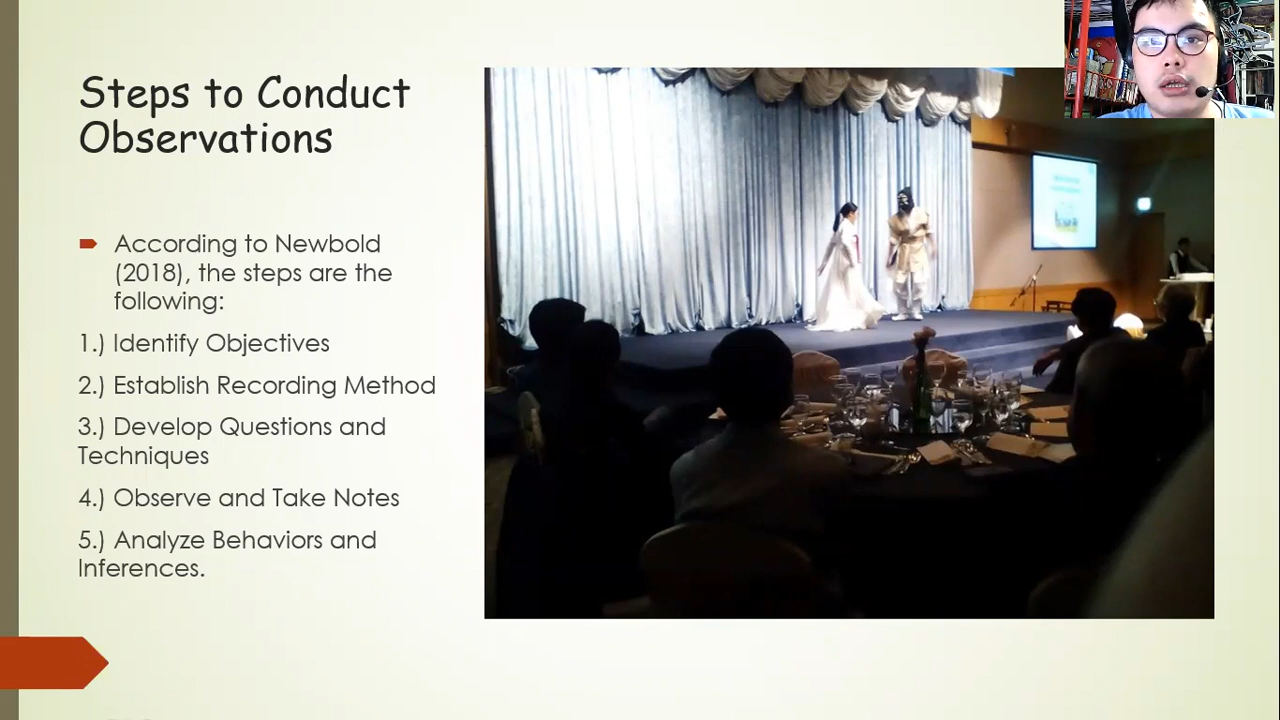 Steps to Conduct
Observations
According to Newbold
(2018), the steps are the
following:
1.) Identify Objectives
2.) Establish Recording Method
3.) Develop Questions and
Techniques
4.) Observe and Take Notes
5.) Analyze Behaviors and
Inferences.